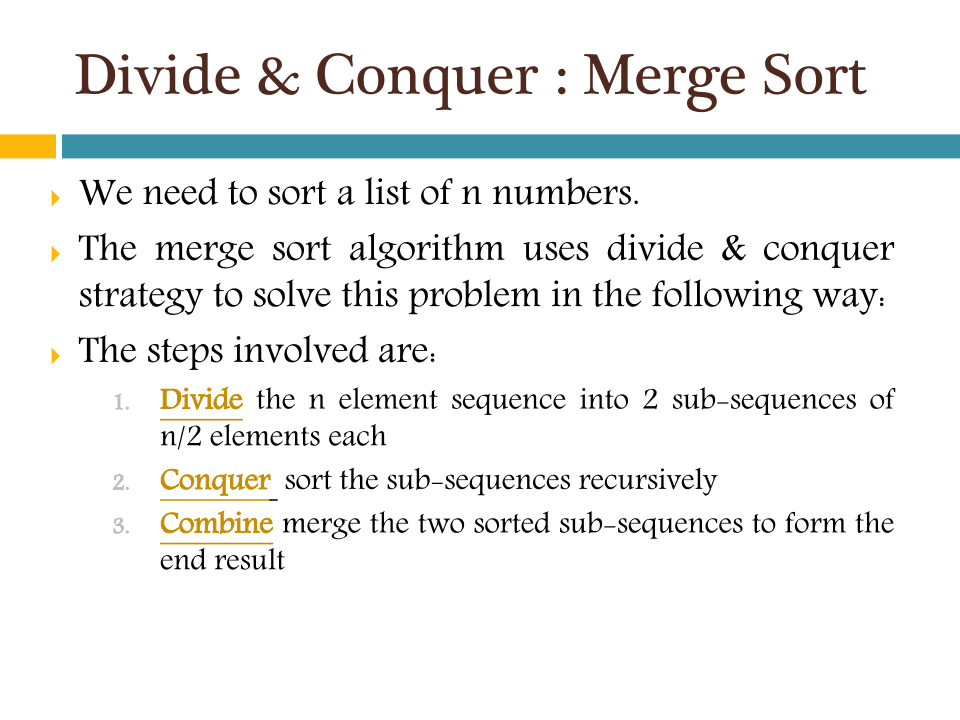 Divide & Conquer : Merge Sort
We need to sort a list of n numbers.
The merge sort algorithm uses divide & conquer
strategy to solve this problem in the following way:
The steps involved are:
1. Divide the n element sequence into 2 sub-sequences of
n/2 elements each
2. Conquer sort the sub-sequences recursively
3. Combine merge the two sorted sub-sequences to form the
end result